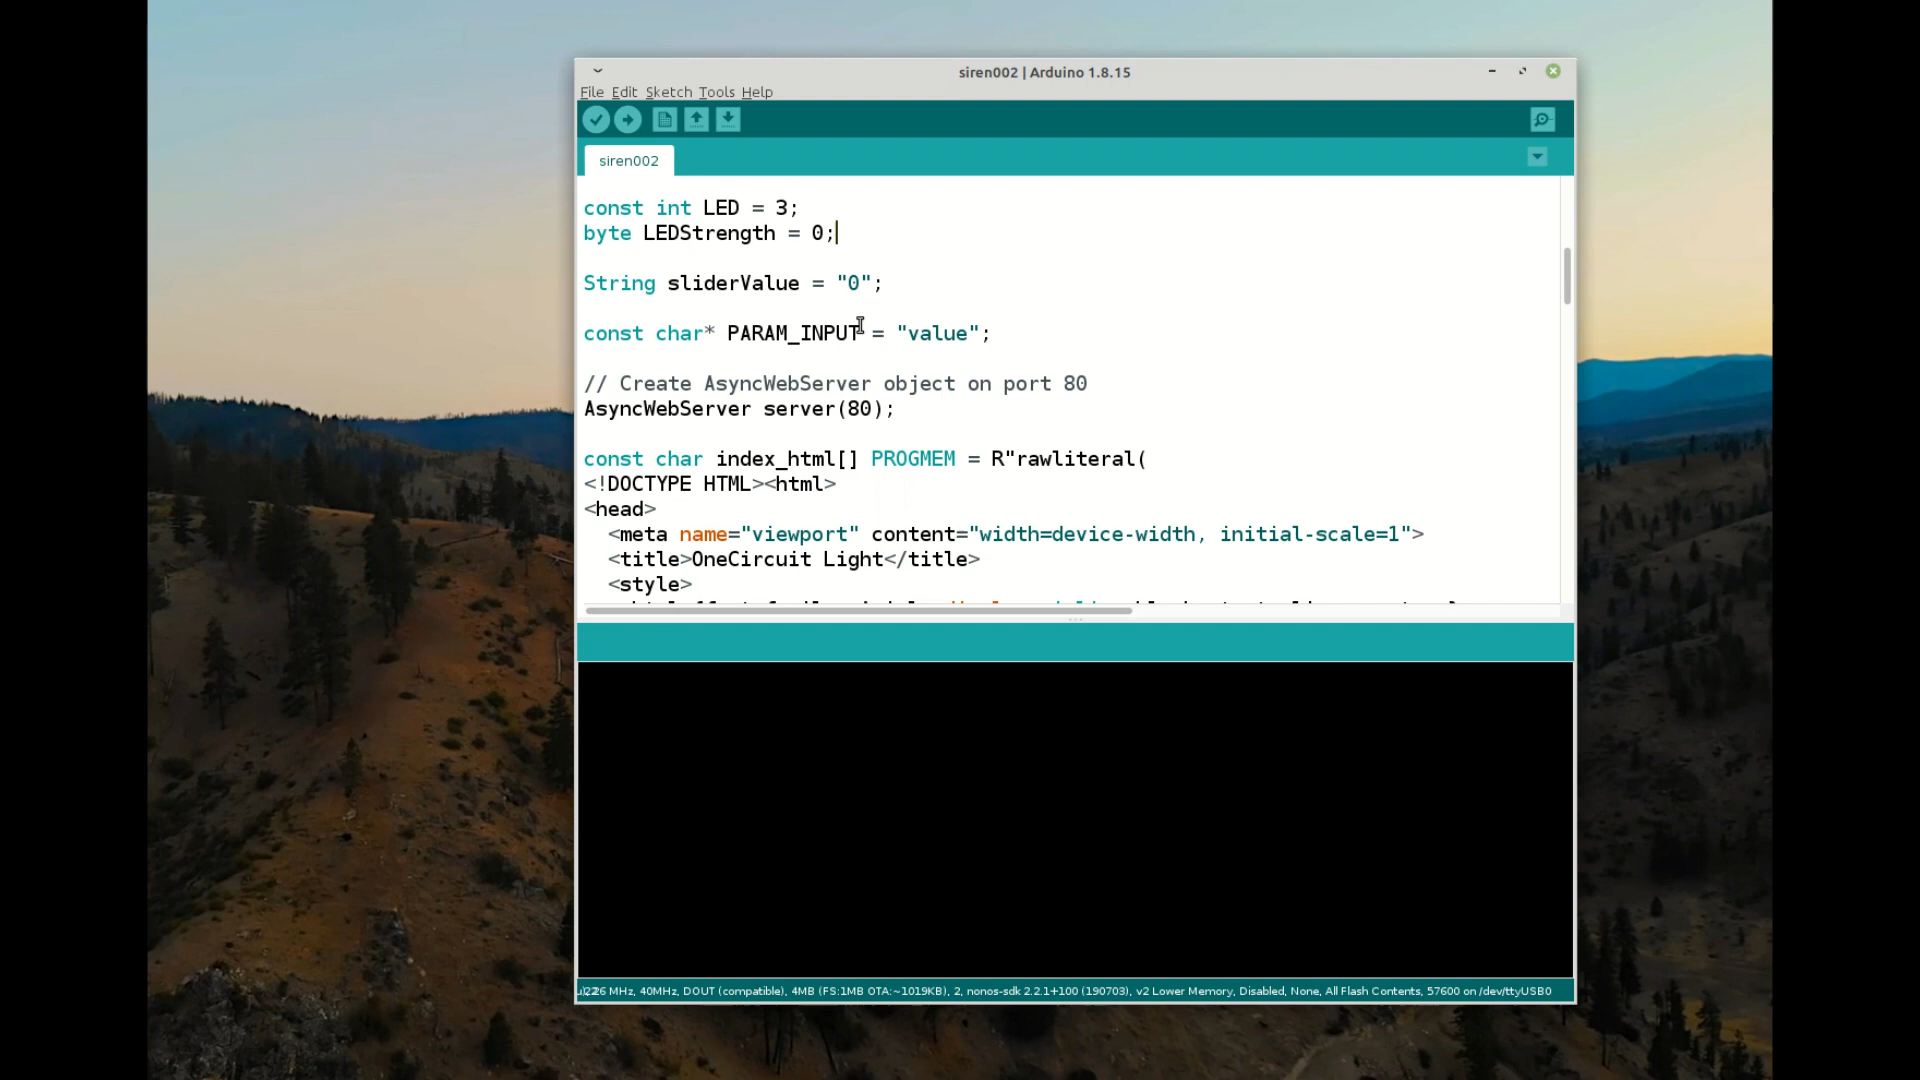 siren002 | Arduino 1.8.15
File Edit Sketch Tools Help
siren002
const int LED = 3;
byte LEDStrength = 0;
String sliderValue = "0";
const char* PARAM_INPUT = "value";
// Create AsyncWebServer object on port 80
AsyncWebServer server(80);
const char index_html[] PROGMEM = R"rawliteral(
<!DOCTYPE HTML><html>
<head>
<meta name="viewport" content="width=device-width, initial-scale=1">
<title>OneCircuit Light</title>
<style>
26 MHz, 40MHz, DOUT (compatible), 4MB (FS:1MB OTA:~1019KB), 2, nonos-sdk 2.2.1+100 (190703), v2 Lower Memory, Disabled, None, All Flash Contents, 57600 on /dev/ttyUSB0